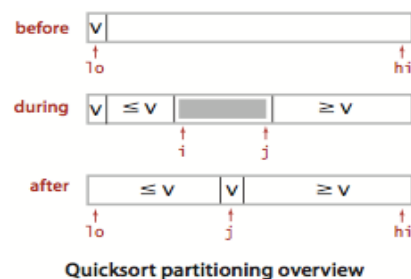 before v
lo hi
during v ≤ v ≥ v
i j
after ≤ v v ≥ v
lo j hi
Quicksort partitioning overview